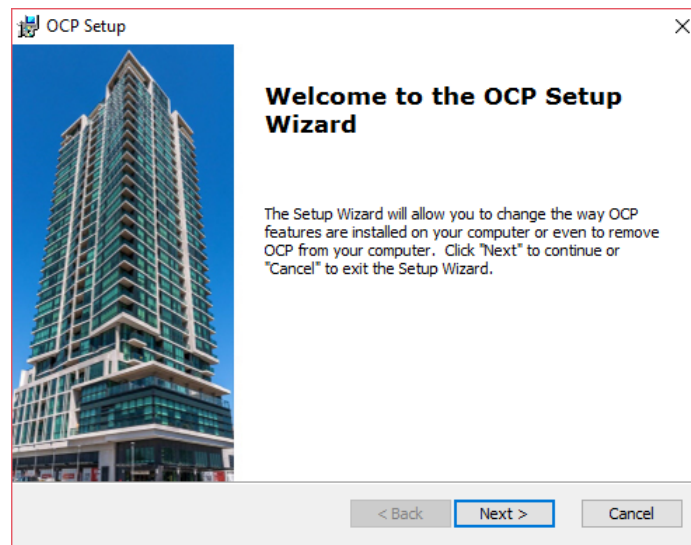 OCP Setup
Welcome to the OCP Setup
Wizard
The Setup Wizard will allow you to change the way OCP
features are installed on your computer or even to remove
OCP from your computer.  Click "Next" to continue or
"Cancel" to exit the Setup Wizard.
< Back
Next >
Cancel